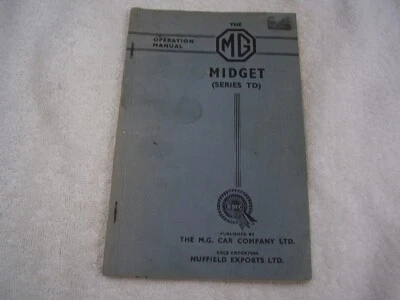 THE
OPERATION
MANUAL
MG
MIDGET
(SERIES TD)
PUBLISHED BY
THE M.G. CAR COMPANY LTD.
SOLE EXPORTERS
NUFFIELD EXPORTS LTD.